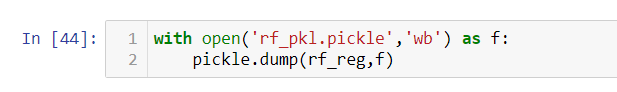 In [44]:
1 with open('rf_pkl.pickle','wb') as f:
2     pickle.dump(rf_reg,f)